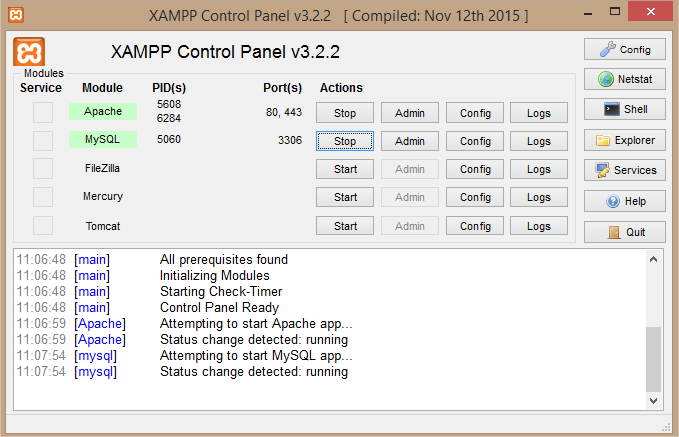 XAMPP Control Panel v3.2.2 [ Compiled: Nov 12th 2015 ]
XAMPP Control Panel v3.2.2
Config
Modules
Service Module PID(s) Port(s) Actions
Netstat
Apache 5608 6284 80, 443 Stop Admin Config Logs
Shell
MySQL 5060 3306 Stop Admin Config Logs
Explorer
FileZilla Start Admin Config Logs
Services
Mercury Start Admin Config Logs
Help
Tomcat Start Admin Config Logs
Quit
11:06:48 [main] All prerequisites found
11:06:48 [main] Initializing Modules
11:06:48 [main] Starting Check-Timer
11:06:48 [main] Control Panel Ready
11:06:59 [Apache] Attempting to start Apache app...
11:06:59 [Apache] Status change detected: running
11:07:54 [mysql] Attempting to start MySQL app...
11:07:54 [mysql] Status change detected: running